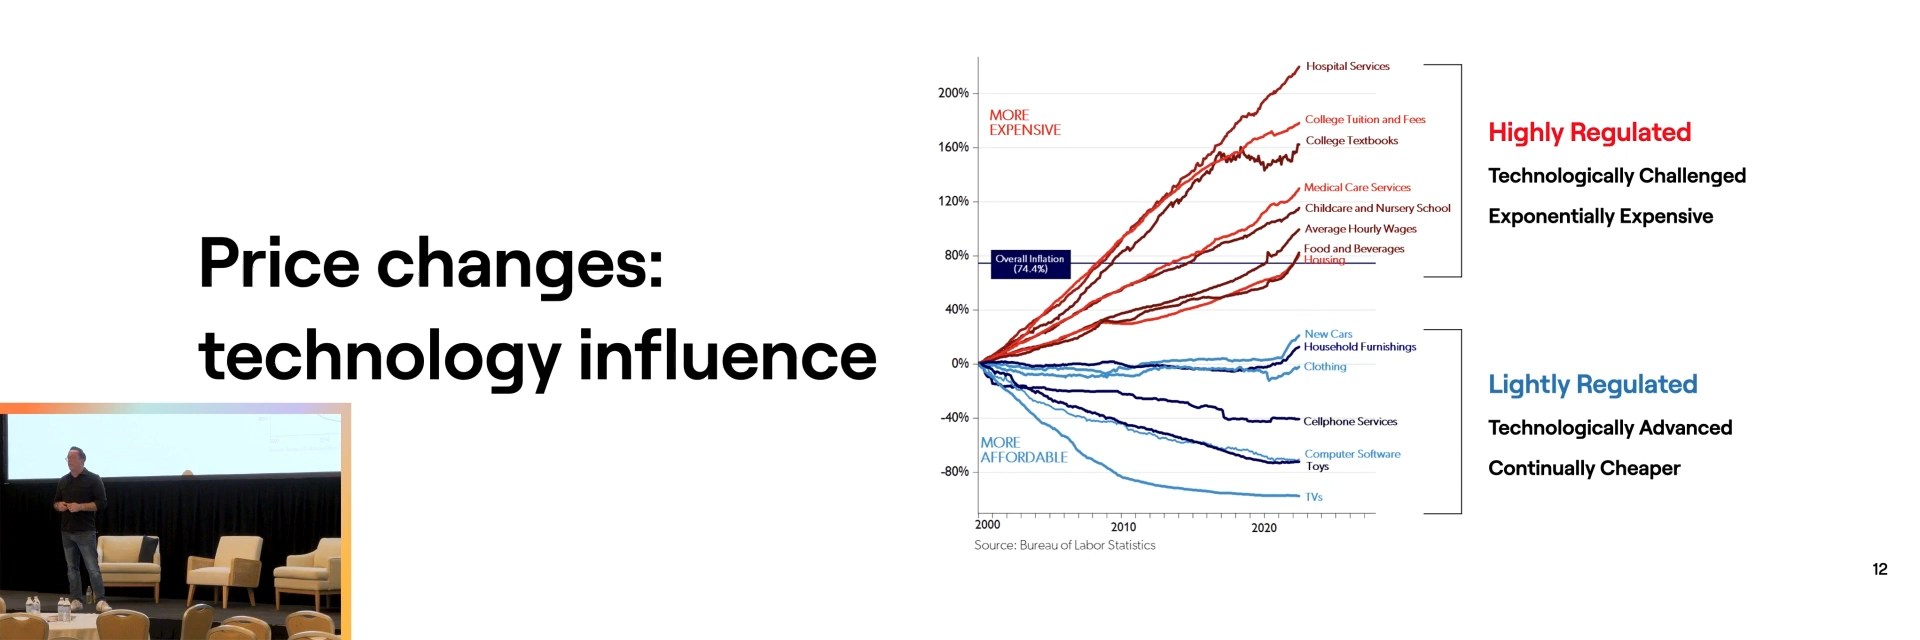 Price changes:
technology influence
200%
160%
120%
80%
40%
0%
-40%
-80%
MORE
EXPENSIVE
Overall Inflation
(74.4%)
MORE
AFFORDABLE
Hospital Services
College Tuition and Fees
College Textbooks
Medical Care Services
Childcare and Nursery School
Average Hourly Wages
Food and Beverages
Housing
New Cars
Household Furnishings
Clothing
Cellphone Services
Computer Software
Toys
TVs
2000
2010
2020
Source: Bureau of Labor Statistics
Highly Regulated
Technologically Challenged
Exponentially Expensive
Lightly Regulated
Technologically Advanced
Continually Cheaper
12